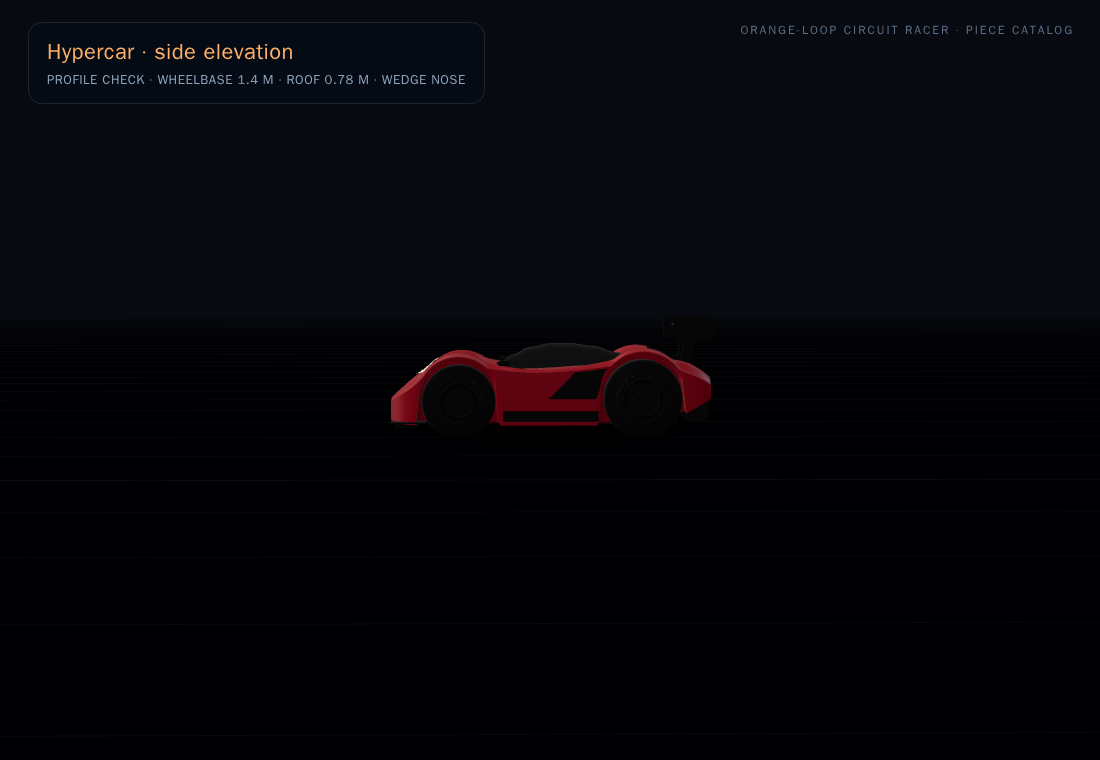 Hypercar · side elevation
PROFILE CHECK · WHEELBASE 1.4 M · ROOF 0.78 M · WEDGE NOSE
ORANGE-LOOP CIRCUIT RACER · PIECE CATALOG